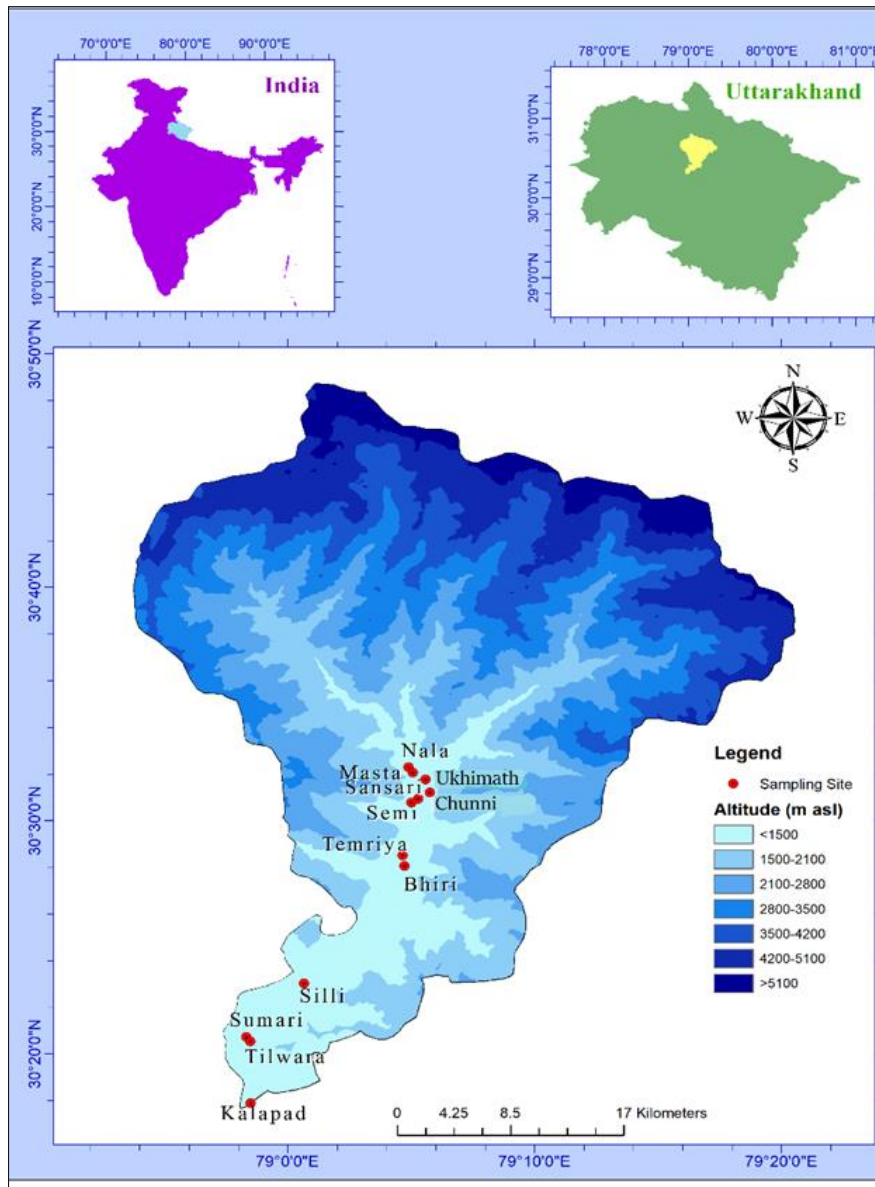 70°0'0"E 80°0'0"E 90°0'0"E
India
30°0'0"N
20°0'0"N
10°0'0"N
78°0'0"E 79°0'0"E 80°0'0"E 81°0'0"E
Uttarakhand
31°0'0"N
30°0'0"N
29°0'0"N
30°50'0"N
30°40'0"N
30°30'0"N
30°20'0"N
N
W E
S
Nala
Masta
Ukhimath
Sansari
Chunni
Semi
Temriya
Bhiri
Silli
Sumari
Tilwara
Kalapad
Legend
Sampling Site
Altitude (m asl)
<1500
1500-2100
2100-2800
2800-3500
3500-4200
4200-5100
>5100
0 4.25 8.5 17 Kilometers
79°0'0"E 79°10'0"E 79°20'0"E